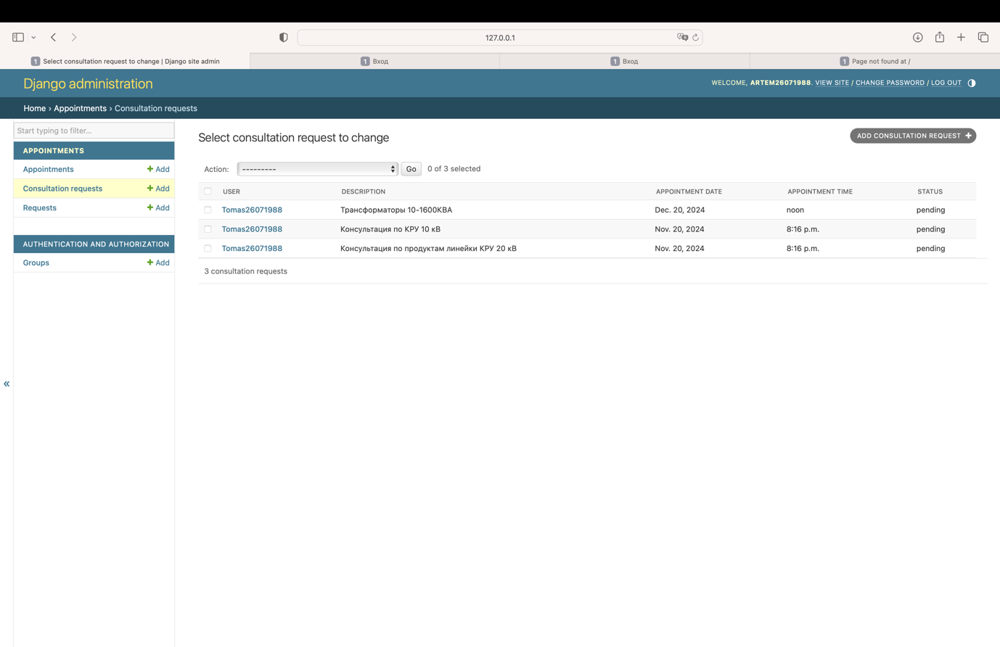 127.0.0.1
1 Select consultation request to change | Django site admin
1 Вход
1 Вход
1 Page not found at /
Django administration
WELCOME, ARTEM26071988. VIEW SITE / CHANGE PASSWORD / LOG OUT
Home › Appointments › Consultation requests
Start typing to filter...
APPOINTMENTS
Appointments + Add
Consultation requests + Add
Requests + Add
AUTHENTICATION AND AUTHORIZATION
Groups + Add
«
Select consultation request to change
ADD CONSULTATION REQUEST +
Action: --------- Go 0 of 3 selected
USER DESCRIPTION APPOINTMENT DATE APPOINTMENT TIME STATUS
Tomas26071988 Трансформаторы 10-1600КВА Dec. 20, 2024 noon pending
Tomas26071988 Консультация по КРУ 10 кВ Nov. 20, 2024 8:16 p.m. pending
Tomas26071988 Консультация по продуктам линейки КРУ 20 кВ Nov. 20, 2024 8:16 p.m. pending
3 consultation requests